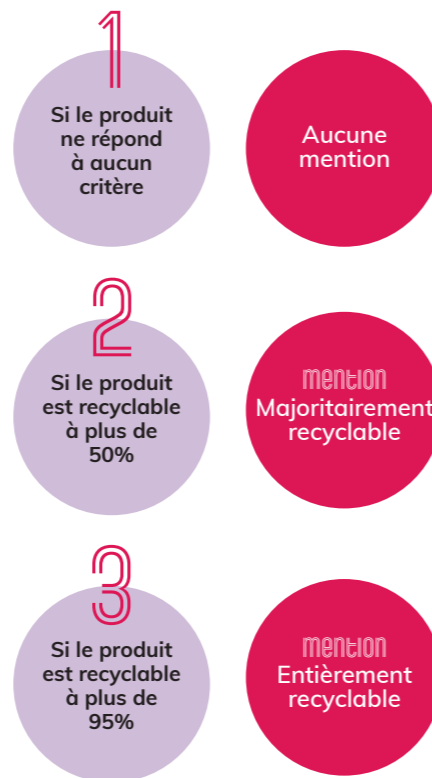 1
Si le produit
ne répond
à aucun
critère
Aucune
mention
2
Si le produit
est recyclable
à plus de
50%
mention
Majoritairement
recyclable
3
Si le produit
est recyclable
à plus de
95%
mention
Entièrement
recyclable